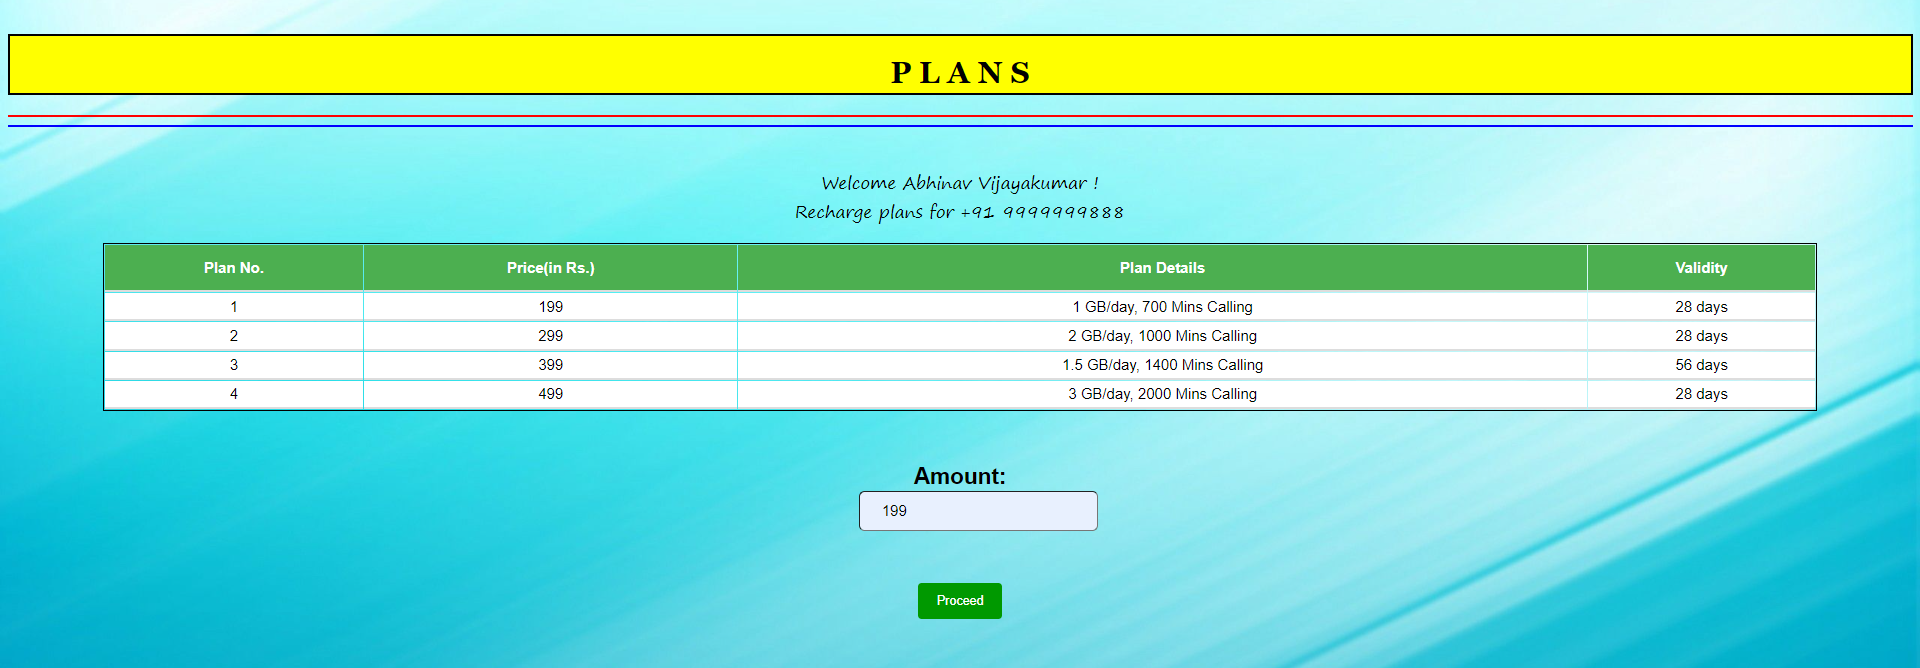 PLANS
Welcome Abhinav Vijayakumar !
Recharge plans for +91 9999999888
Plan No. Price(in Rs.) Plan Details Validity
1 199 1 GB/day, 700 Mins Calling 28 days
2 299 2 GB/day, 1000 Mins Calling 28 days
3 399 1.5 GB/day, 1400 Mins Calling 56 days
4 499 3 GB/day, 2000 Mins Calling 28 days
Amount:
199
Proceed